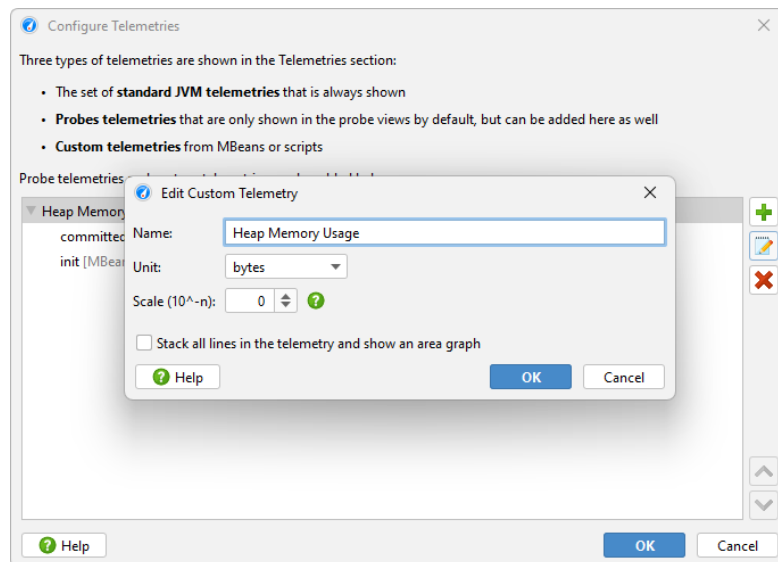 Configure Telemetries
Three types of telemetries are shown in the Telemetries section:
• The set of standard JVM telemetries that is always shown
• Probes telemetries that are only shown in the probe views by default, but can be added here as well
• Custom telemetries from MBeans or scripts
Probe telemetries
Heap Memory
committed
init [MBean
Edit Custom Telemetry
Name: Heap Memory Usage
Unit: bytes
Scale (10^-n): 0
Stack all lines in the telemetry and show an area graph
Help OK Cancel
Help OK Cancel